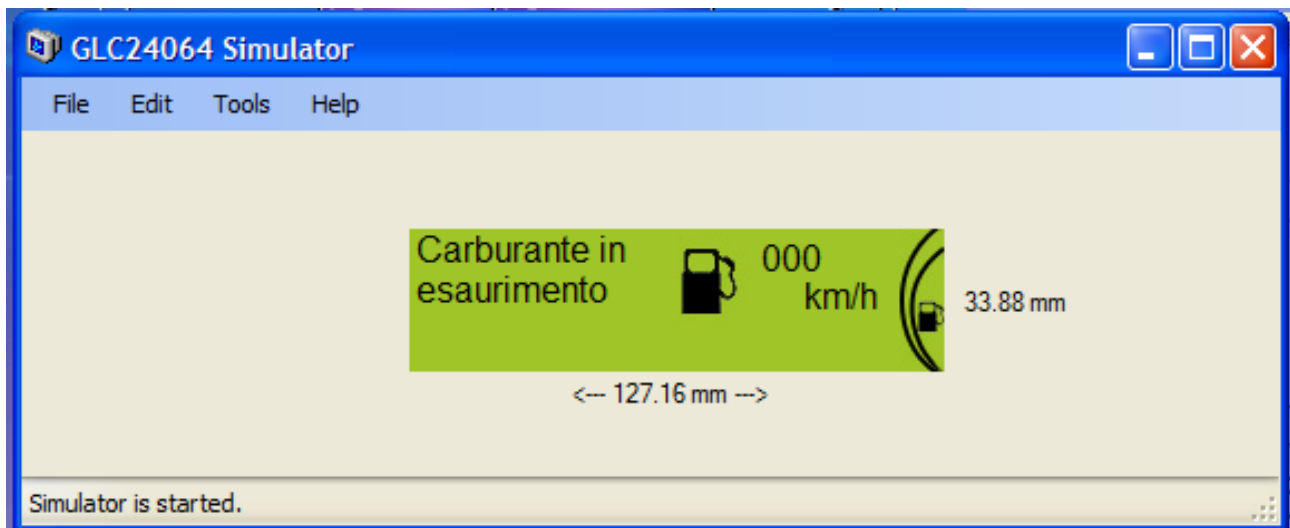 GLC24064 Simulator
File Edit Tools Help
Carburante in
esaurimento
000
km/h
33.88 mm
<--- 127.16 mm --->
Simulator is started.